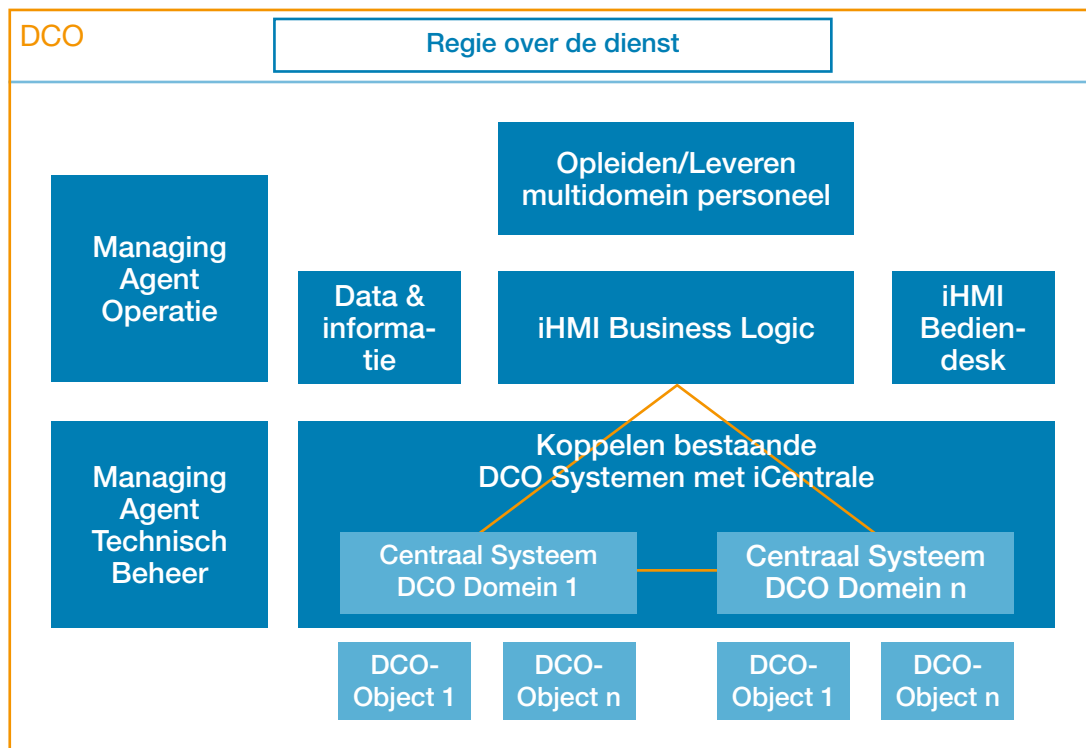 DCO
Regie over de dienst
Opleiden/Leveren
multidomein personeel
Managing
Agent
Operatie
Data &
informa-
tie
iHMI Business Logic
iHMI
Bedien-
desk
Managing
Agent
Technisch
Beheer
Koppelen bestaande
DCO Systemen met iCentrale
Centraal Systeem
DCO Domein 1
Centraal Systeem
DCO Domein n
DCO-
Object 1
DCO-
Object n
DCO-
Object 1
DCO-
Object n